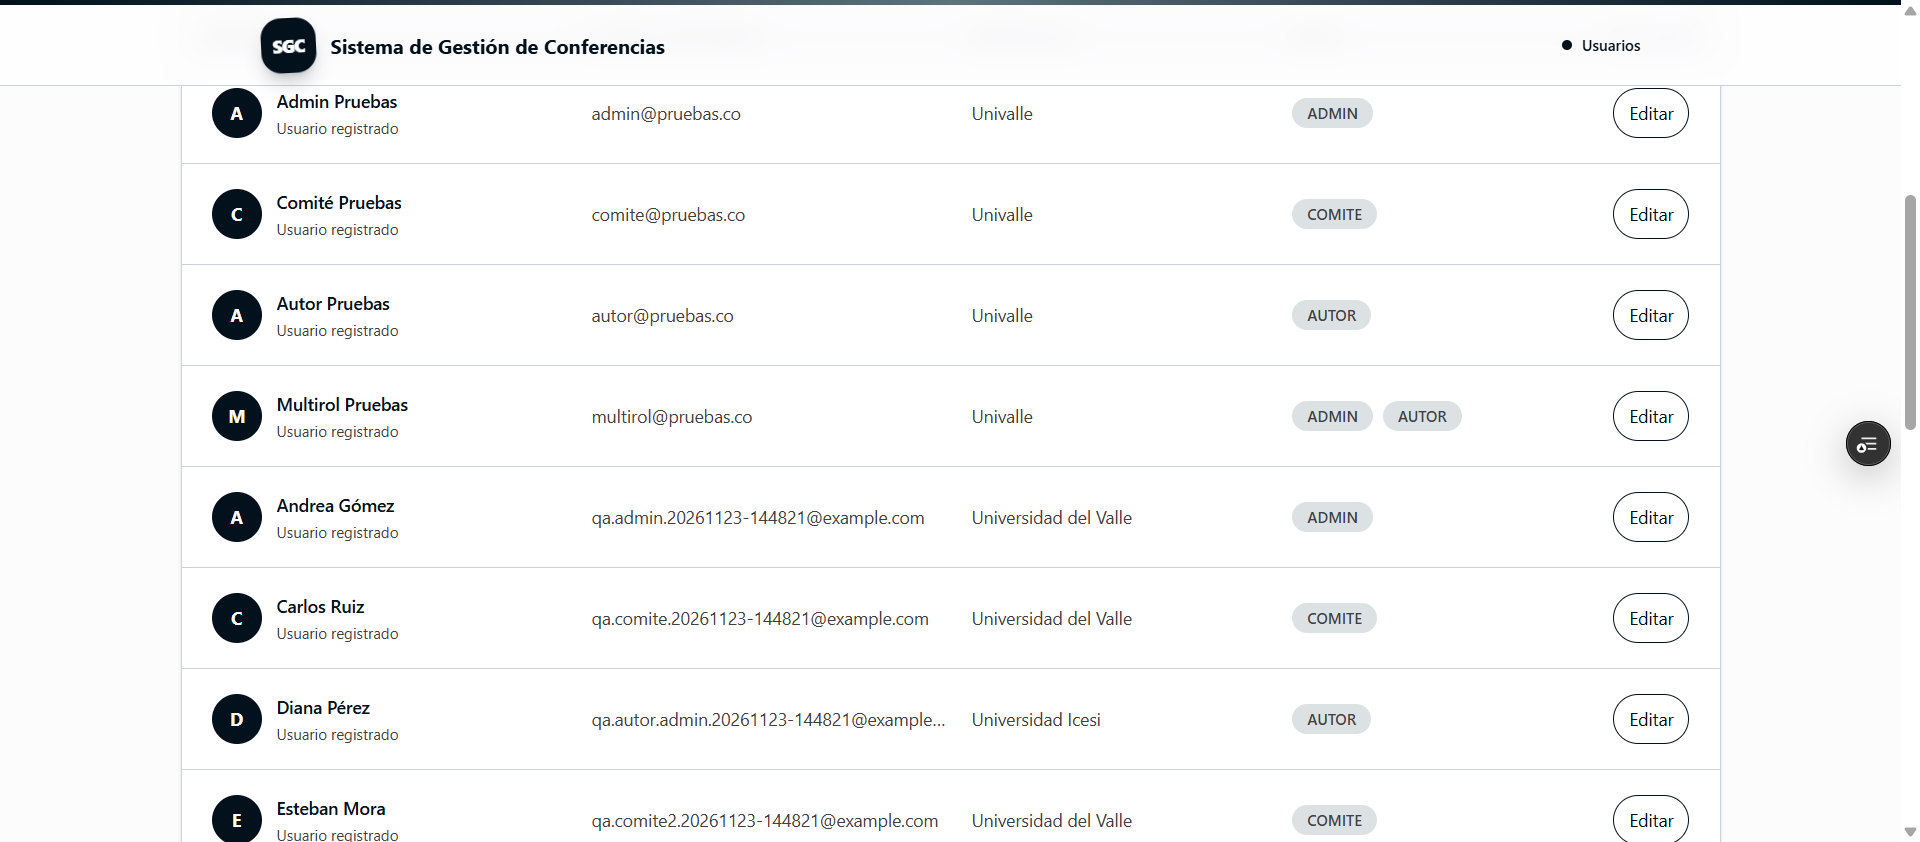 SGC Sistema de Gestión de Conferencias
Usuarios
A Admin Pruebas admin@pruebas.co Univalle ADMIN Editar
Usuario registrado
C Comité Pruebas comite@pruebas.co Univalle COMITE Editar
Usuario registrado
A Autor Pruebas autor@pruebas.co Univalle AUTOR Editar
Usuario registrado
M Multirol Pruebas multirol@pruebas.co Univalle ADMIN AUTOR Editar
Usuario registrado
A Andrea Gómez qa.admin.20261123-144821@example.com Universidad del Valle ADMIN Editar
Usuario registrado
C Carlos Ruiz qa.comite.20261123-144821@example.com Universidad del Valle COMITE Editar
Usuario registrado
D Diana Pérez qa.autor.admin.20261123-144821@example... Universidad Icesi AUTOR Editar
Usuario registrado
E Esteban Mora qa.comite2.20261123-144821@example.com Universidad del Valle COMITE Editar
Usuario registrado